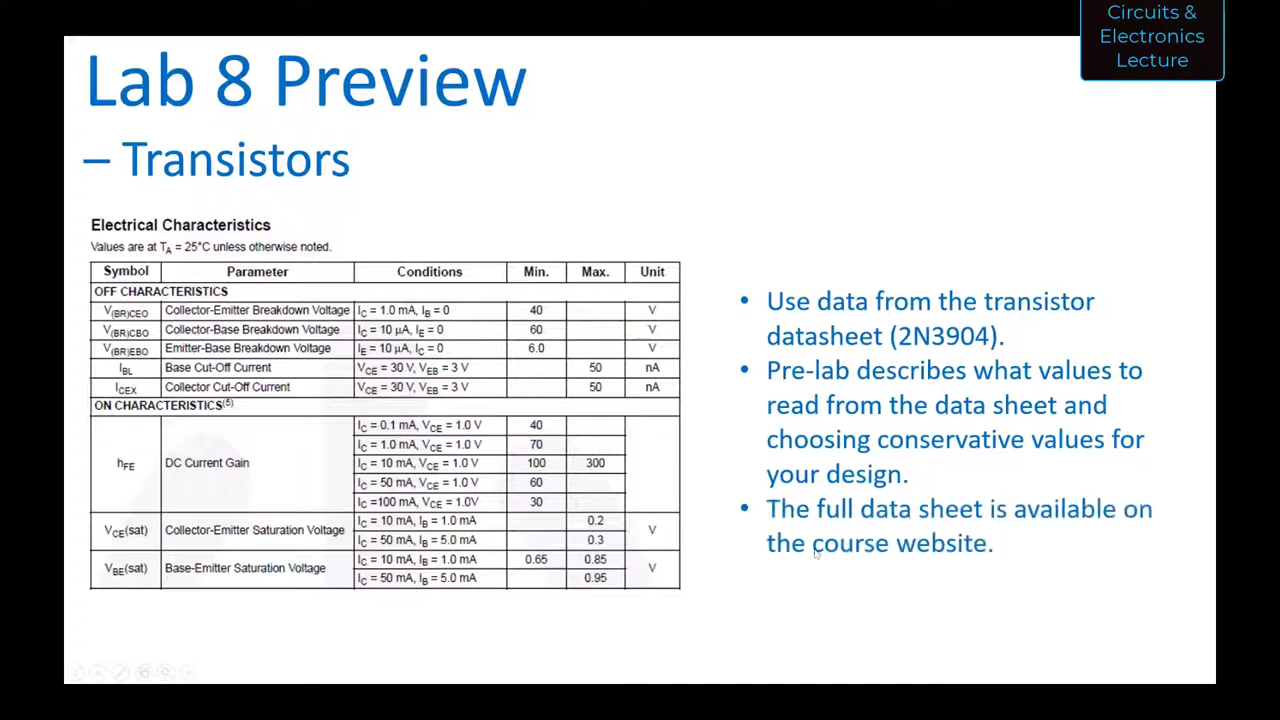 Circuits &
Electronics
Lecture
Lab 8 Preview
– Transistors
Electrical Characteristics
Values are at TA = 25°C unless otherwise noted.
Symbol Parameter Conditions Min. Max. Unit
OFF CHARACTERISTICS
V(BR)CEO Collector-Emitter Breakdown Voltage IC = 1.0 mA, IB = 0 40 V
V(BR)CBO Collector-Base Breakdown Voltage IC = 10 μA, IE = 0 60 V
V(BR)EBO Emitter-Base Breakdown Voltage IE = 10 μA, IC = 0 6.0 V
IBL Base Cut-Off Current VCE = 30 V, VEB = 3 V 50 nA
ICEX Collector Cut-Off Current VCE = 30 V, VEB = 3 V 50 nA
ON CHARACTERISTICS(5)
IC = 0.1 mA, VCE = 1.0 V 40
IC = 1.0 mA, VCE = 1.0 V 70
hFE DC Current Gain IC = 10 mA, VCE = 1.0 V 100 300
IC = 50 mA, VCE = 1.0 V 60
IC =100 mA, VCE = 1.0V 30
VCE(sat) Collector-Emitter Saturation Voltage IC = 10 mA, IB = 1.0 mA 0.2 V
IC = 50 mA, IB = 5.0 mA 0.3
VBE(sat) Base-Emitter Saturation Voltage IC = 10 mA, IB = 1.0 mA 0.65 0.85 V
IC = 50 mA, IB = 5.0 mA 0.95
• Use data from the transistor
datasheet (2N3904).
• Pre-lab describes what values to
read from the data sheet and
choosing conservative values for
your design.
• The full data sheet is available on
the course website.